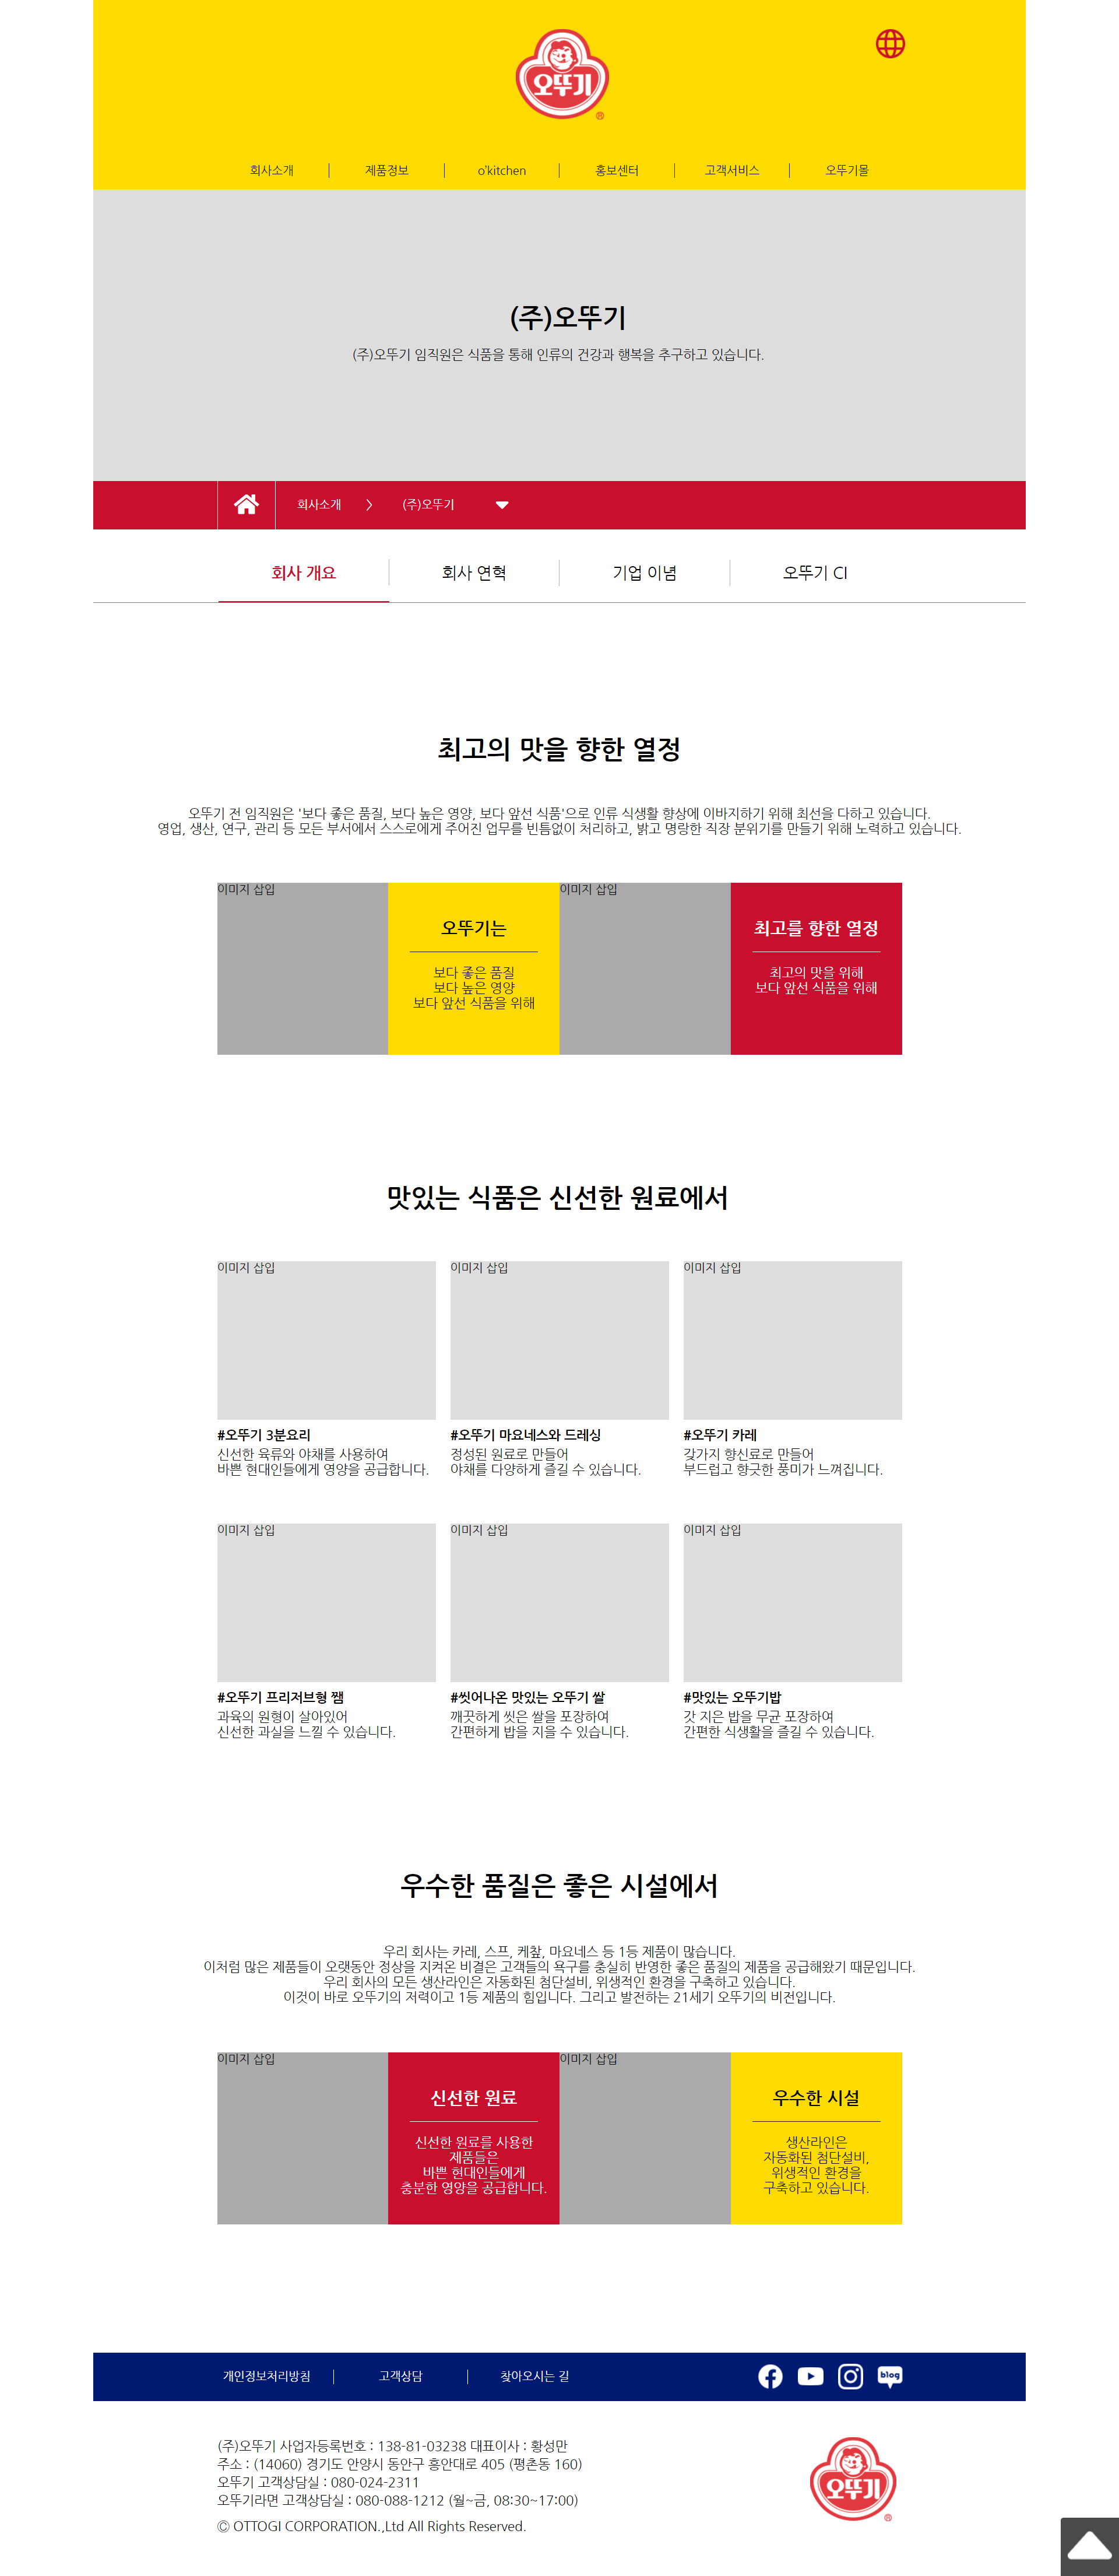 오뚜기
회사소개
제품정보
o'kitchen
홍보센터
고객서비스
오뚜기몰
(주)오뚜기
(주)오뚜기 임직원은 식품을 통해 인류의 건강과 행복을 추구하고 있습니다.
회사소개 > (주)오뚜기
회사 개요
회사 연혁
기업 이념
오뚜기 CI
최고의 맛을 향한 열정
오뚜기 전 임직원은 '보다 좋은 품질, 보다 높은 영양, 보다 앞선 식품'으로 인류 식생활 향상에 이바지하기 위해 최선을 다하고 있습니다.
영업, 생산, 연구, 관리 등 모든 부서에서 스스로에게 주어진 업무를 빈틈없이 처리하고, 밝고 명랑한 직장 분위기를 만들기 위해 노력하고 있습니다.
이미지 삽입
오뚜기는
보다 좋은 품질
보다 높은 영양
보다 앞선 식품을 위해
이미지 삽입
최고를 향한 열정
최고의 맛을 위해
보다 앞선 식품을 위해
맛있는 식품은 신선한 원료에서
이미지 삽입
#오뚜기 3분요리
신선한 육류와 야채를 사용하여
바쁜 현대인들에게 영양을 공급합니다.
이미지 삽입
#오뚜기 마요네스와 드레싱
정성된 원료로 만들어
야채를 다양하게 즐길 수 있습니다.
이미지 삽입
#오뚜기 카레
갖가지 향신료로 만들어
부드럽고 향긋한 풍미가 느껴집니다.
이미지 삽입
#오뚜기 프리저브형 쨈
과육의 원형이 살아있어
신선한 과실을 느낄 수 있습니다.
이미지 삽입
#씻어나온 맛있는 오뚜기 쌀
깨끗하게 씻은 쌀을 포장하여
간편하게 밥을 지을 수 있습니다.
이미지 삽입
#맛있는 오뚜기밥
갓 지은 밥을 무균 포장하여
간편한 식생활을 즐길 수 있습니다.
우수한 품질은 좋은 시설에서
우리 회사는 카레, 스프, 케찲, 마요네스 등 1등 제품이 많습니다.
이처럼 많은 제품들이 오랫동안 정상을 지켜온 비결은 고객들의 욕구를 충실히 반영한 좋은 품질의 제품을 공급해왔기 때문입니다.
우리 회사의 모든 생산라인은 자동화된 첨단설비, 위생적인 환경을 구축하고 있습니다.
이것이 바로 오뚜기의 저력이고 1등 제품의 힘입니다. 그리고 발전하는 21세기 오뚜기의 비전입니다.
이미지 삽입
신선한 원료
신선한 원료를 사용한
제품들은
바쁜 현대인들에게
충분한 영양을 공급합니다.
이미지 삽입
우수한 시설
생산라인은
자동화된 첨단설비,
위생적인 환경을
구축하고 있습니다.
개인정보처리방침
고객상담
찾아오시는 길
blog
(주)오뚜기 사업자등록번호 : 138-81-03238 대표이사 : 황성만
주소 : (14060) 경기도 안양시 동안구 흥안대로 405 (평촌동 160)
오뚜기 고객상담실 : 080-024-2311
오뚜기라면 고객상담실 : 080-088-1212 (월~금, 08:30~17:00)
Ⓒ OTTOGI CORPORATION.,Ltd All Rights Reserved.
오뚜기